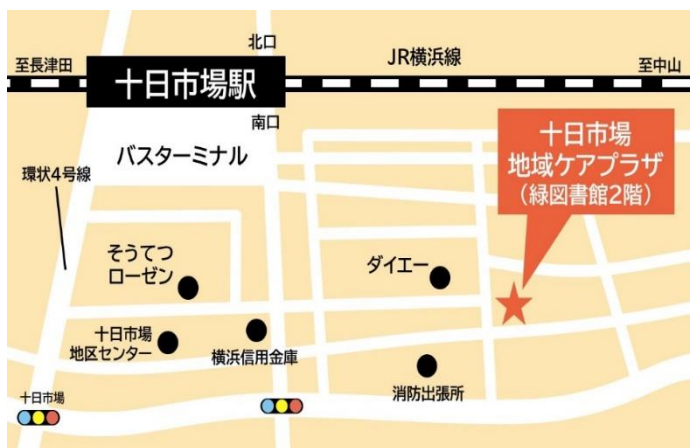 北口
JR横浜線
至長津田
至中山
十日市場駅
南口
バスターミナル
環状4号線
十日市場
地域ケアプラザ
(緑図書館2階)
そうてつ
ローゼン
ダイエー
十日市場
地区センター
横浜信用金庫
消防出張所
十日市場